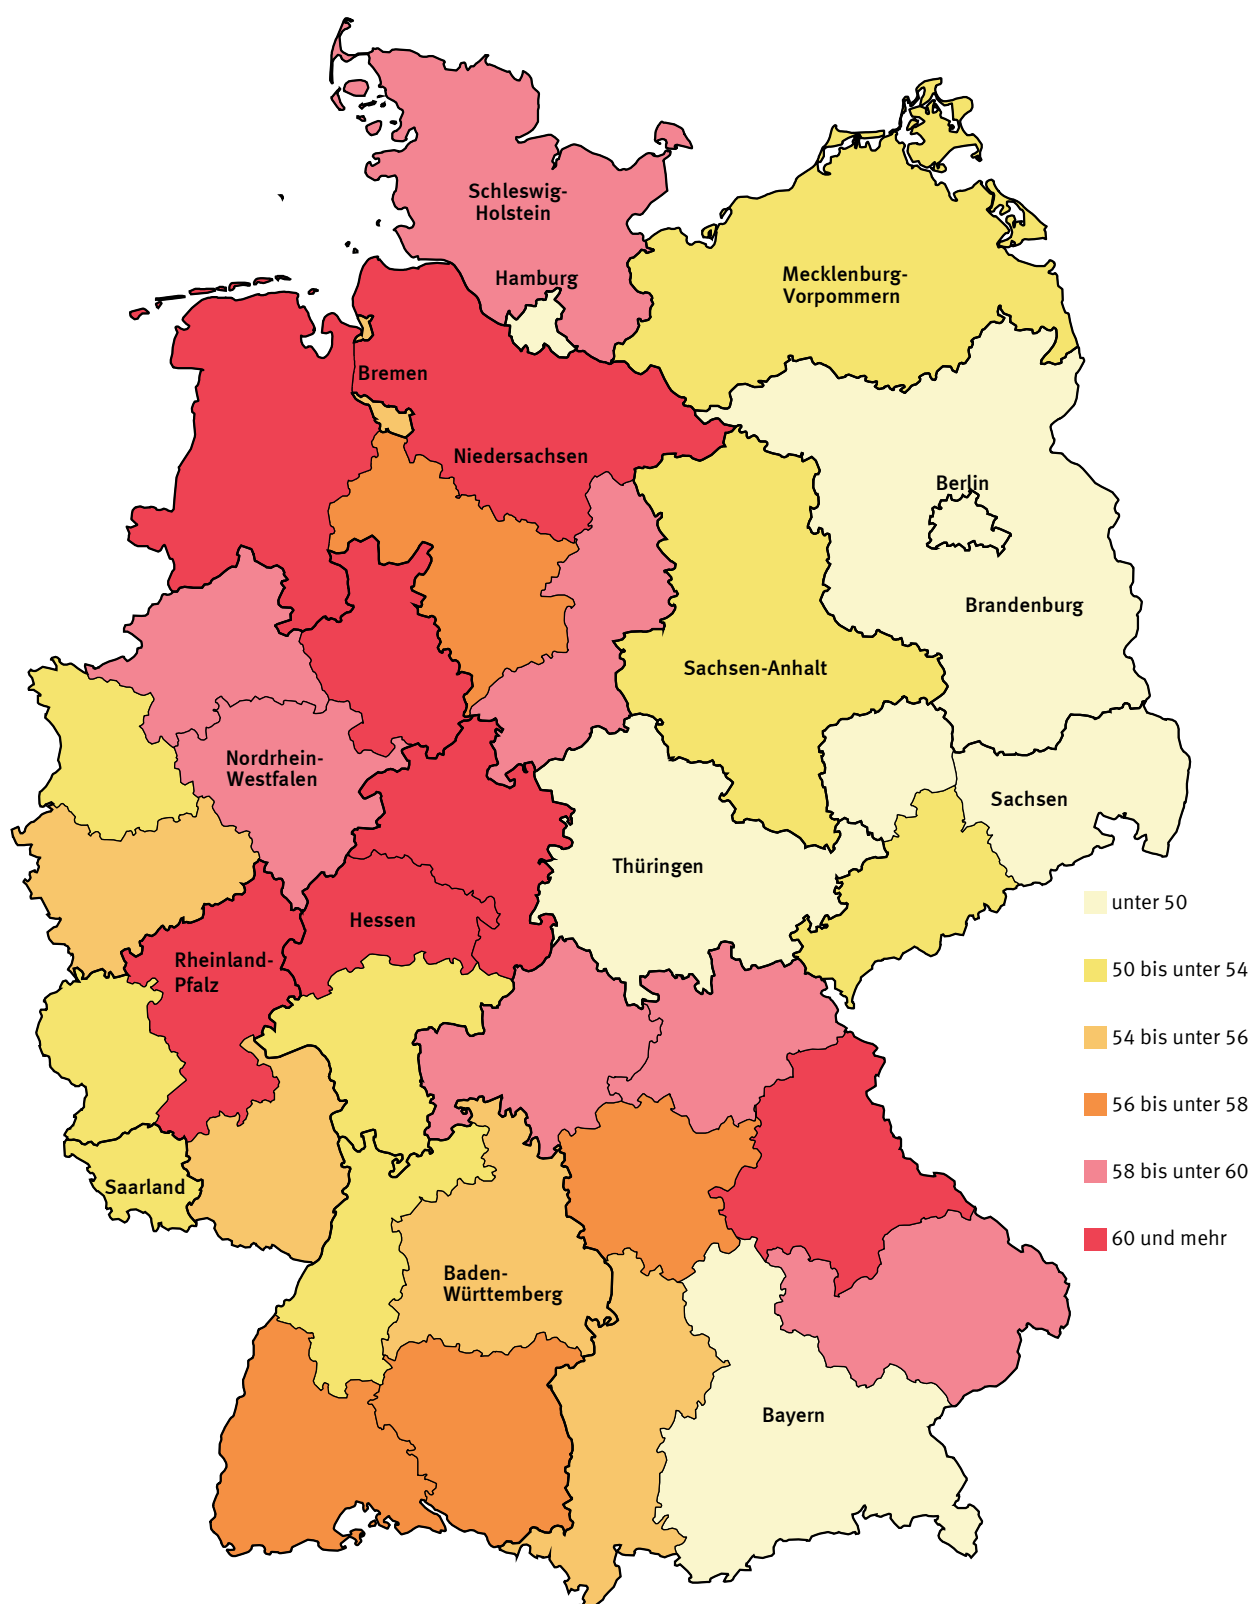 Schleswig-
Holstein
Hamburg
Mecklenburg-
Vorpommern
Bremen
Niedersachsen
Berlin
Brandenburg
Sachsen-Anhalt
Nordrhein-
Westfalen
Sachsen
Thüringen
Hessen
Rheinland-
Pfalz
Saarland
Baden-
Württemberg
Bayern
unter 50
50 bis unter 54
54 bis unter 56
56 bis unter 58
58 bis unter 60
60 und mehr